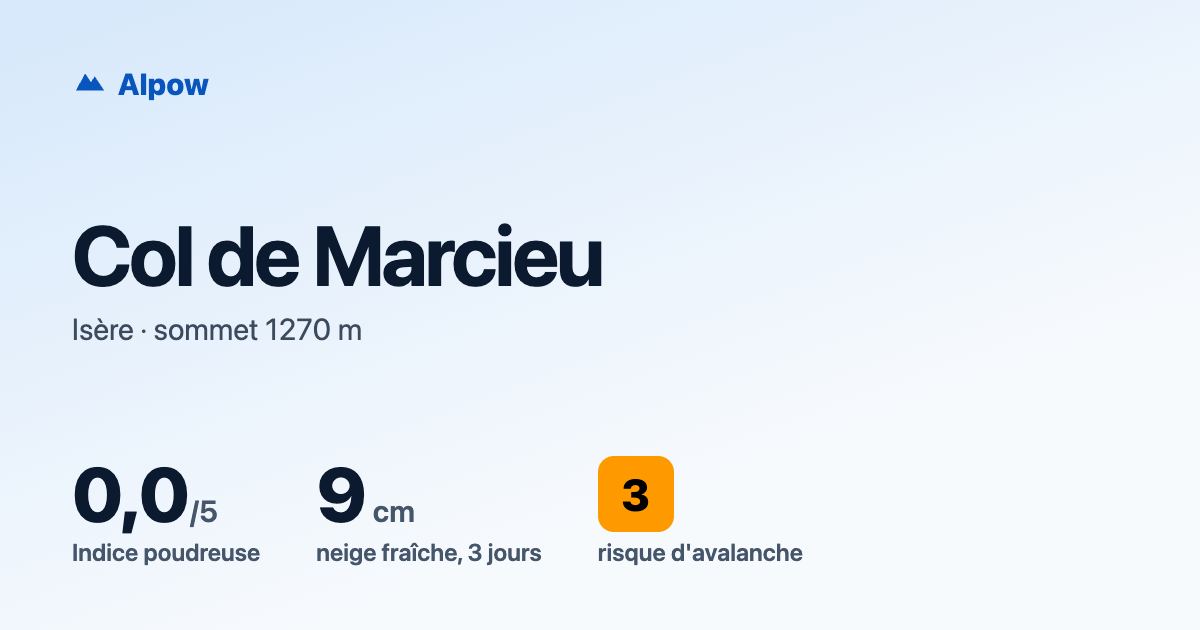 Alpow
Col de Marcieu
Isère · sommet 1270 m
0,0/5
Indice poudreuse
9 cm
neige fraîche, 3 jours
3
risque d'avalanche